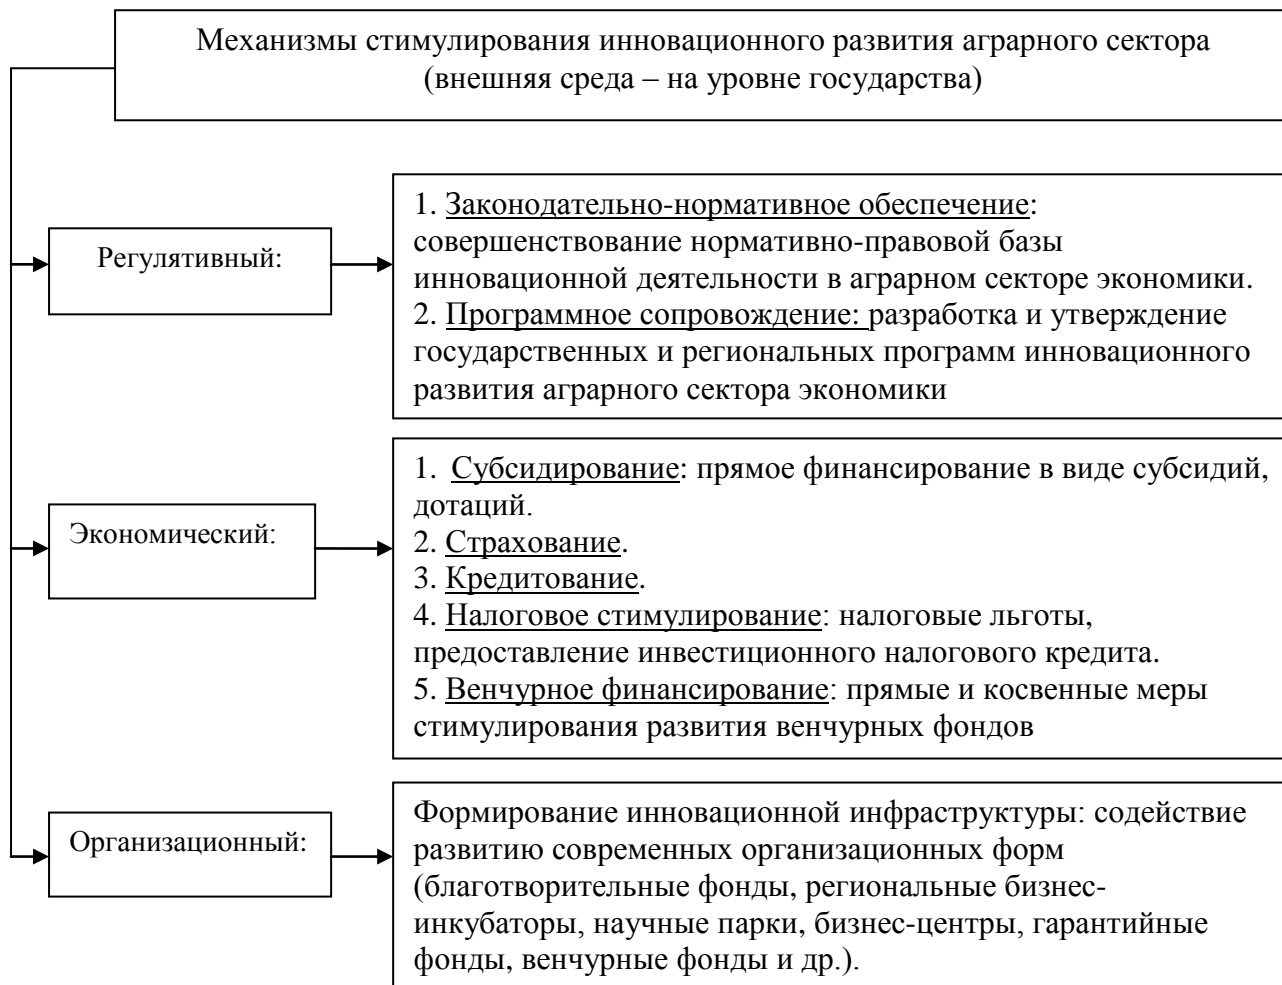 Механизмы стимулирования инновационного развития аграрного сектора
(внешняя среда – на уровне государства)
Регулятивный:
1. Законодательно-нормативное обеспечение:
совершенствование нормативно-правовой базы
инновационной деятельности в аграрном секторе экономики.
2. Программное сопровождение: разработка и утверждение
государственных и региональных программ инновационного
развития аграрного сектора экономики
Экономический:
1. Субсидирование: прямое финансирование в виде субсидий,
дотаций.
2. Страхование.
3. Кредитование.
4. Налоговое стимулирование: налоговые льготы,
предоставление инвестиционного налогового кредита.
5. Венчурное финансирование: прямые и косвенные меры
стимулирования развития венчурных фондов
Организационный:
Формирование инновационной инфраструктуры: содействие
развитию современных организационных форм
(благотворительные фонды, региональные бизнес-
инкубаторы, научные парки, бизнес-центры, гарантийные
фонды, венчурные фонды и др.).